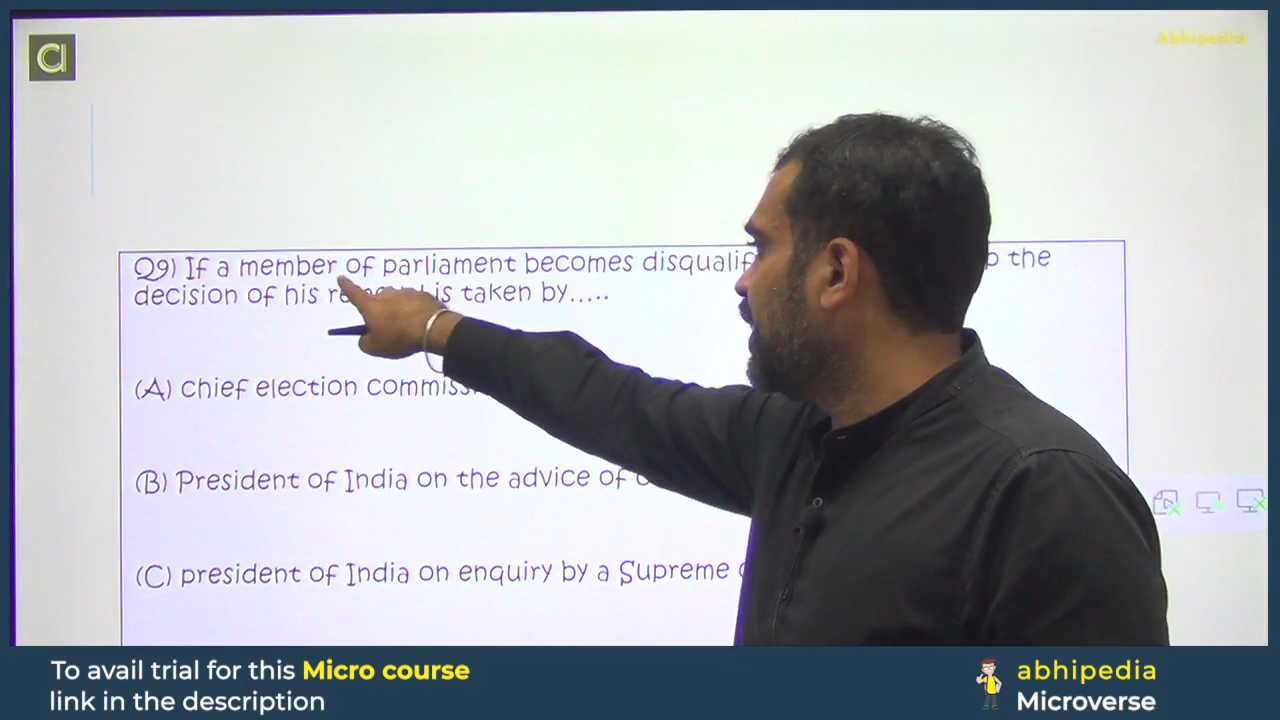 a
Abhipedia
Q9) If a member of parliament becomes disqualif the
decision of his is taken by.....
(A) chief election commiss
(B) President of India on the advice of
(C) president of India on enquiry by a Supreme
To avail trial for this Micro course
link in the description
abhipedia
Microverse